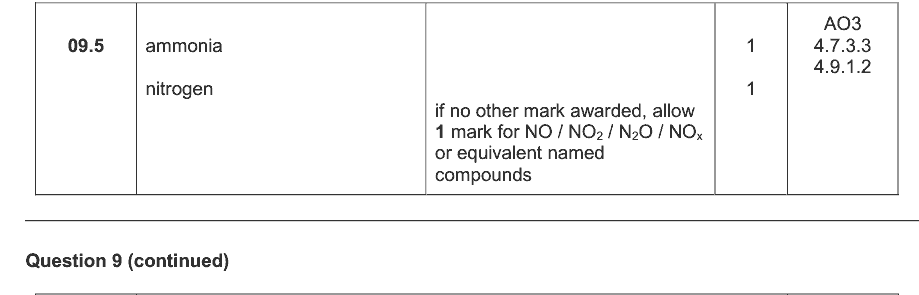 AO3
09.5 ammonia 1 4.7.3.3
4.9.1.2
nitrogen 1
if no other mark awarded, allow
1 mark for NO / NO₂ / N₂O / NOₓ
or equivalent named
compounds
Question 9 (continued)